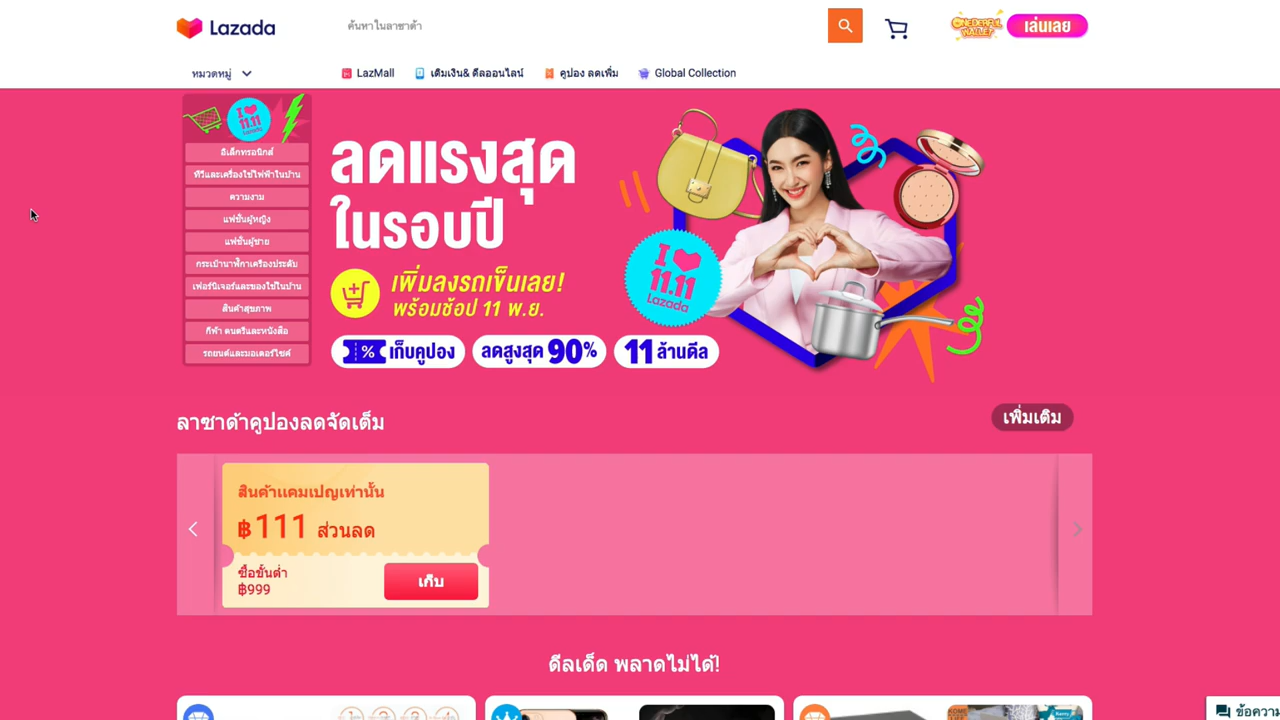 Lazada
ค้นหาในลาซาด้า
ONEDERFUL WALLET
เล่นเลย
หมวดหมู่
LazMall
เติมเงิน& ดีลออนไลน์
คูปอง ลดเพิ่ม
Global Collection
I
11.11
Lazada
อิเล็กทรอนิกส์
ทีวีและเครื่องใช้ไฟฟ้าในบ้าน
ความงาม
แฟชั่นผู้หญิง
แฟชั่นผู้ชาย
กระเป๋านาฬิกาเครื่องประดับ
เฟอร์นิเจอร์และของใช้ในบ้าน
สินค้าสุขภาพ
กีฬา ดนตรีและหนังสือ
รถยนต์และมอเตอร์ไซค์
ลดแรงสุด
ในรอบปี
เพิ่มลงรถเข็นเลย!
พร้อมช้อป 11 พ.ย.
% เก็บคูปอง
ลดสูงสุด 90%
11 ล้านดีล
I
11.11
Lazada
ลาซาด้าคูปองลดจัดเต็ม
เพิ่มเติม
สินค้าแคมเปญเท่านั้น
฿111 ส่วนลด
ซื้อขั้นต่ำ
฿999
เก็บ
ดีลเด็ด พลาดไม่ได้!
ข้อความ